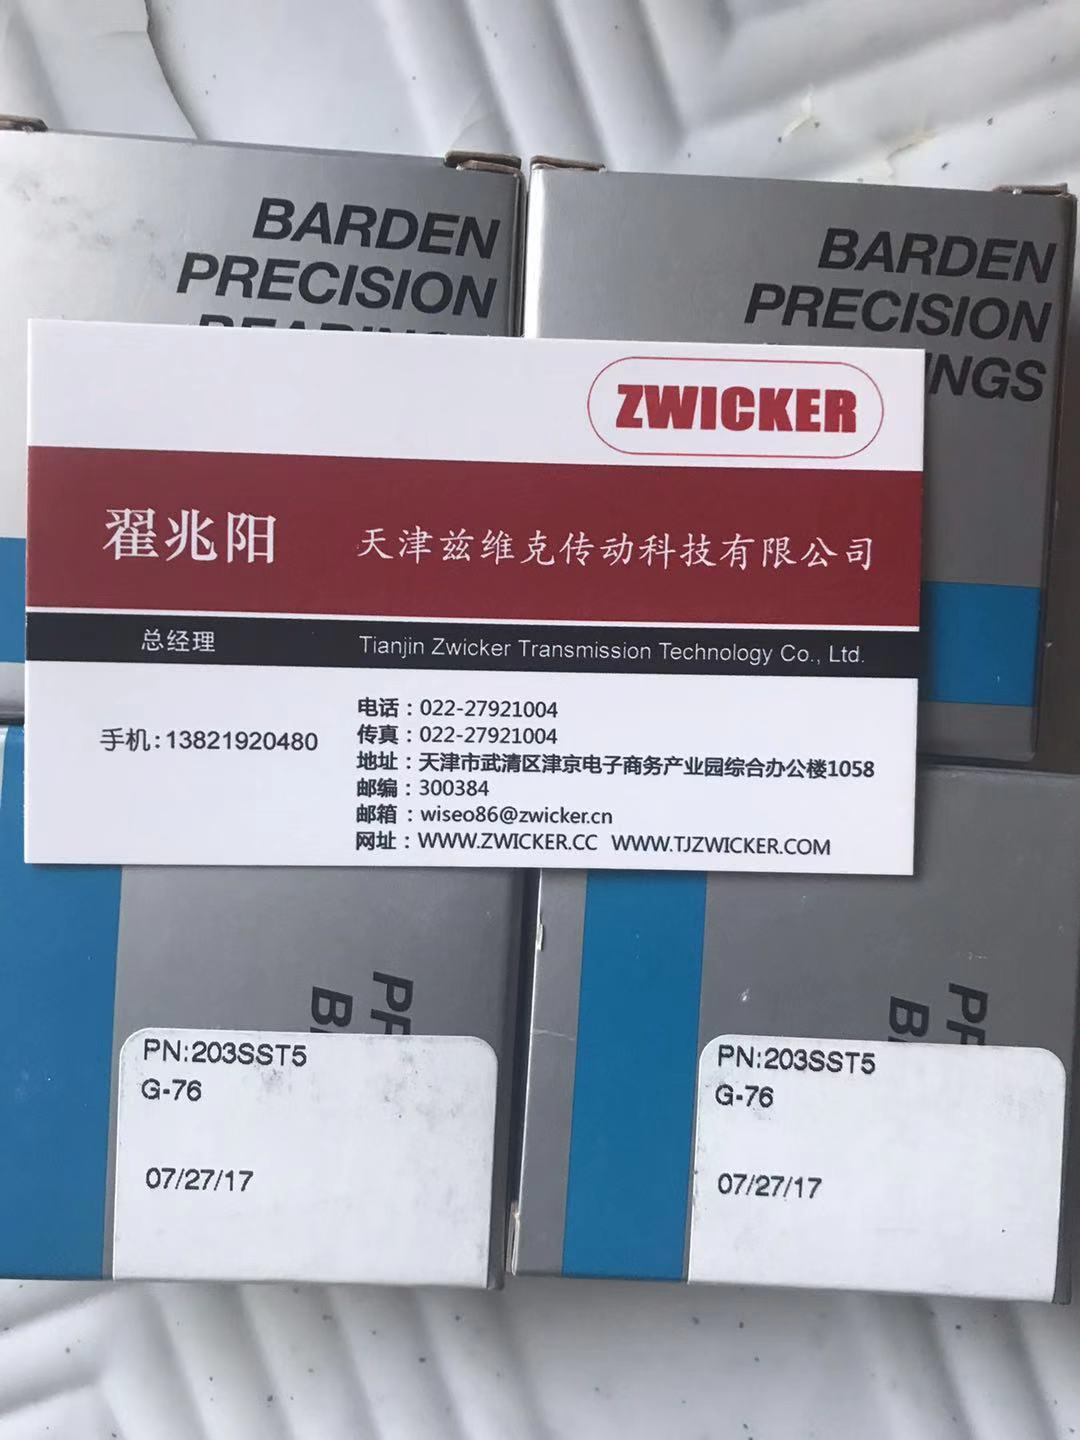 BARDEN
PRECISION
BARDEN
PRECISION
ZWICKER
翟兆阳
天津兹维克传动科技有限公司
总经理
Tianjin Zwicker Transmission Technology Co., Ltd.
手机:13821920480
电话：022-27921004
传真：022-27921004
地址：天津市武清区津京电子商务产业园综合办公楼1058
邮编：300384
邮箱：wiseo86@zwicker.cn
网址：WWW.ZWICKER.CC WWW.TJZWICKER.COM
PN:203SST5
G-76
07/27/17
PN:203SST5
G-76
07/27/17